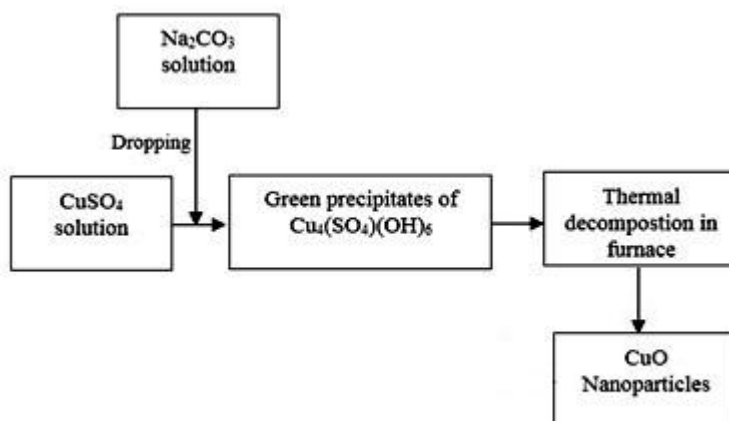 Na₂CO₃
solution
Dropping
CuSO₄
solution
Green precipitates of
Cu₄(SO₄)(OH)₆
Thermal
decompostion in
furnace
CuO
Nanoparticles